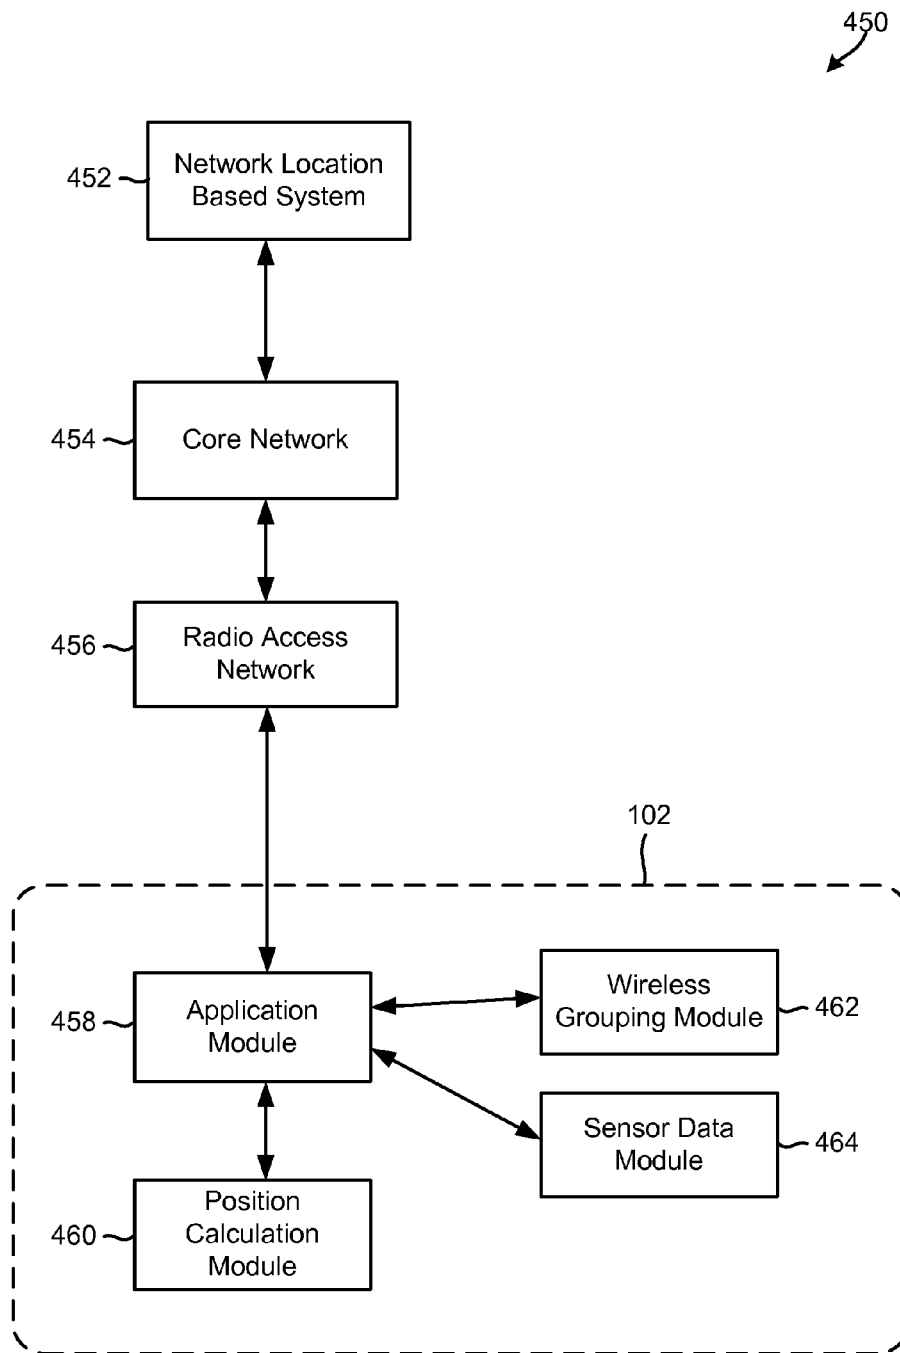 450
452
Network Location
Based System
454
Core Network
456
Radio Access
Network
102
458
Application
Module
Wireless
Grouping Module
462
Sensor Data
Module
464
460
Position
Calculation
Module